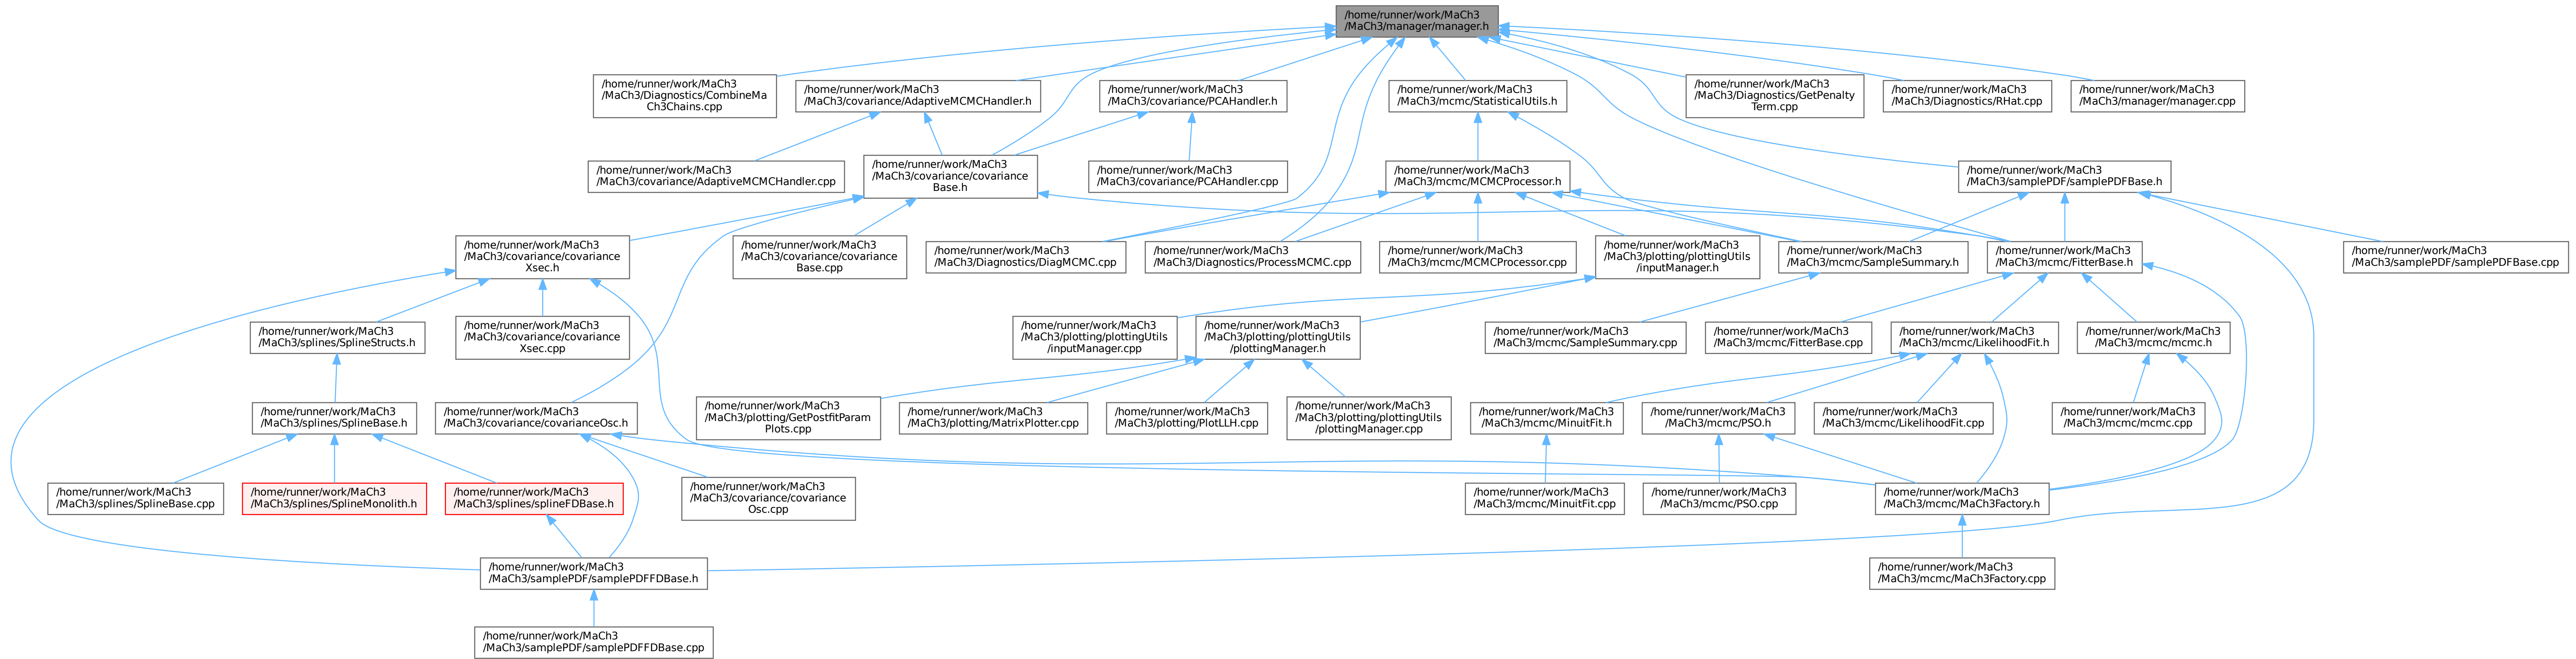 /home/runner/work/MaCh3
/MaCh3/manager/manager.h
/home/runner/work/MaCh3
/MaCh3/Diagnostics/CombineMa
Ch3Chains.cpp
/home/runner/work/MaCh3
/MaCh3/covariance/AdaptiveMCMCHandler.h
/home/runner/work/MaCh3
/MaCh3/covariance/PCAHandler.h
/home/runner/work/MaCh3
/MaCh3/mcmc/StatisticalUtils.h
/home/runner/work/MaCh3
/MaCh3/Diagnostics/GetPenalty
Term.cpp
/home/runner/work/MaCh3
/MaCh3/Diagnostics/RHat.cpp
/home/runner/work/MaCh3
/MaCh3/manager/manager.cpp
/home/runner/work/MaCh3
/MaCh3/covariance/AdaptiveMCMCHandler.cpp
/home/runner/work/MaCh3
/MaCh3/covariance/covariance
Base.h
/home/runner/work/MaCh3
/MaCh3/covariance/PCAHandler.cpp
/home/runner/work/MaCh3
/MaCh3/mcmc/MCMCProcessor.h
/home/runner/work/MaCh3
/MaCh3/samplePDF/samplePDFBase.h
/home/runner/work/MaCh3
/MaCh3/covariance/covariance
Xsec.h
/home/runner/work/MaCh3
/MaCh3/covariance/covariance
Base.cpp
/home/runner/work/MaCh3
/MaCh3/Diagnostics/DiagMCMC.cpp
/home/runner/work/MaCh3
/MaCh3/Diagnostics/ProcessMCMC.cpp
/home/runner/work/MaCh3
/MaCh3/mcmc/MCMCProcessor.cpp
/home/runner/work/MaCh3
/MaCh3/plotting/plottingUtils
/inputManager.h
/home/runner/work/MaCh3
/MaCh3/mcmc/SampleSummary.h
/home/runner/work/MaCh3
/MaCh3/mcmc/FitterBase.h
/home/runner/work/MaCh3
/MaCh3/samplePDF/samplePDFBase.cpp
/home/runner/work/MaCh3
/MaCh3/splines/SplineStructs.h
/home/runner/work/MaCh3
/MaCh3/covariance/covariance
Xsec.cpp
/home/runner/work/MaCh3
/MaCh3/plotting/plottingUtils
/inputManager.cpp
/home/runner/work/MaCh3
/MaCh3/plotting/plottingUtils
/plottingManager.h
/home/runner/work/MaCh3
/MaCh3/mcmc/SampleSummary.cpp
/home/runner/work/MaCh3
/MaCh3/mcmc/FitterBase.cpp
/home/runner/work/MaCh3
/MaCh3/mcmc/LikelihoodFit.h
/home/runner/work/MaCh3
/MaCh3/mcmc/mcmc.h
/home/runner/work/MaCh3
/MaCh3/splines/SplineBase.h
/home/runner/work/MaCh3
/MaCh3/covariance/covarianceOsc.h
/home/runner/work/MaCh3
/MaCh3/plotting/GetPostfitParam
Plots.cpp
/home/runner/work/MaCh3
/MaCh3/plotting/MatrixPlotter.cpp
/home/runner/work/MaCh3
/MaCh3/plotting/PlotLLH.cpp
/home/runner/work/MaCh3
/MaCh3/plotting/plottingUtils
/plottingManager.cpp
/home/runner/work/MaCh3
/MaCh3/mcmc/MinuitFit.h
/home/runner/work/MaCh3
/MaCh3/mcmc/PSO.h
/home/runner/work/MaCh3
/MaCh3/mcmc/LikelihoodFit.cpp
/home/runner/work/MaCh3
/MaCh3/mcmc/mcmc.cpp
/home/runner/work/MaCh3
/MaCh3/splines/SplineBase.cpp
/home/runner/work/MaCh3
/MaCh3/splines/SplineMonolith.h
/home/runner/work/MaCh3
/MaCh3/splines/splineFDBase.h
/home/runner/work/MaCh3
/MaCh3/covariance/covariance
Osc.cpp
/home/runner/work/MaCh3
/MaCh3/mcmc/MinuitFit.cpp
/home/runner/work/MaCh3
/MaCh3/mcmc/PSO.cpp
/home/runner/work/MaCh3
/MaCh3/mcmc/MaCh3Factory.h
/home/runner/work/MaCh3
/MaCh3/samplePDF/samplePDFFDBase.h
/home/runner/work/MaCh3
/MaCh3/mcmc/MaCh3Factory.cpp
/home/runner/work/MaCh3
/MaCh3/samplePDF/samplePDFFDBase.cpp